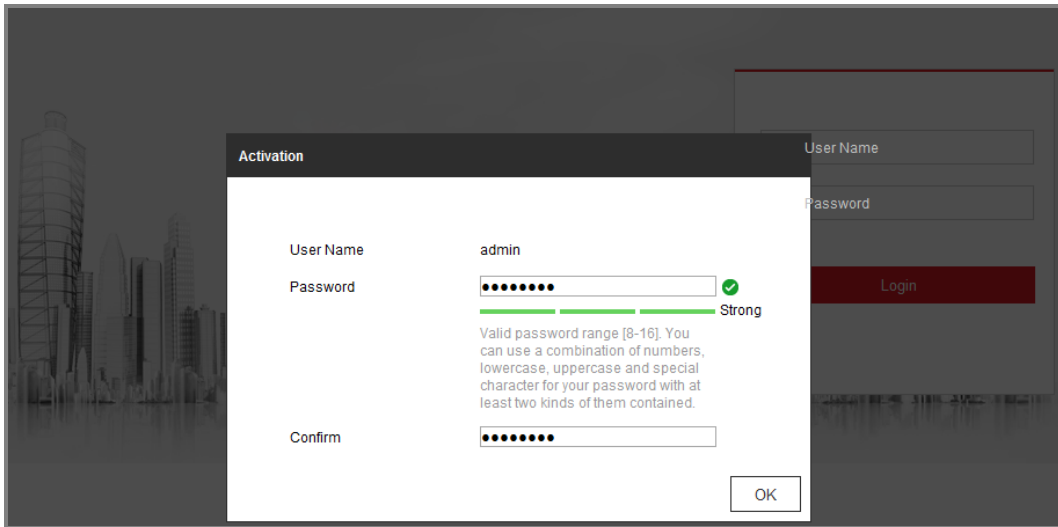 Activation
User Name
Password
Login
User Name admin
Password ●●●●●●●●
Strong
Valid password range [8-16]. You
can use a combination of numbers,
lowercase, uppercase and special
character for your password with at
least two kinds of them contained.
Confirm ●●●●●●●●
OK